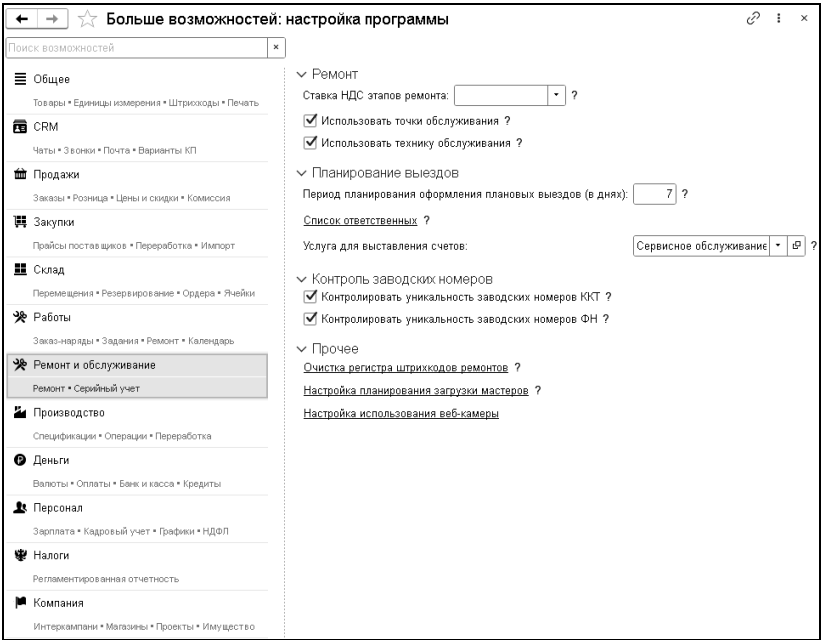 Больше возможностей: настройка программы
Поиск возможностей
Общее
Товары • Единицы измерения • Штрихкоды • Печать
CRM
Чаты • Звонки • Почта • Варианты КП
Продажи
Заказы • Розница • Цены и скидки • Комиссия
Закупки
Прайсы поставщиков • Переработка • Импорт
Склад
Перемещения • Резервирование • Ордера • Ячейки
Работы
Заказ-наряды • Задания • Ремонт • Календарь
Ремонт и обслуживание
Ремонт • Серийный учет
Производство
Спецификации • Операции • Переработка
Деньги
Валюты • Оплаты • Банк и касса • Кредиты
Персонал
Зарплата • Кадровый учет • Графики • НДФЛ
Налоги
Регламентированная отчетность
Компания
Интеркампани • Магазины • Проекты • Имущество
Ремонт
Ставка НДС этапов ремонта: ?
Использовать точки обслуживания ?
Использовать технику обслуживания ?
Планирование выездов
Период планирования оформления плановых выездов (в днях): 7 ?
Список ответственных ?
Услуга для выставления счетов: Сервисное обслуживание ?
Контроль заводских номеров
Контролировать уникальность заводских номеров ККТ ?
Контролировать уникальность заводских номеров ФН ?
Прочее
Очистка регистра штрихкодов ремонтов ?
Настройка планирования загрузки мастеров ?
Настройка использования веб-камеры